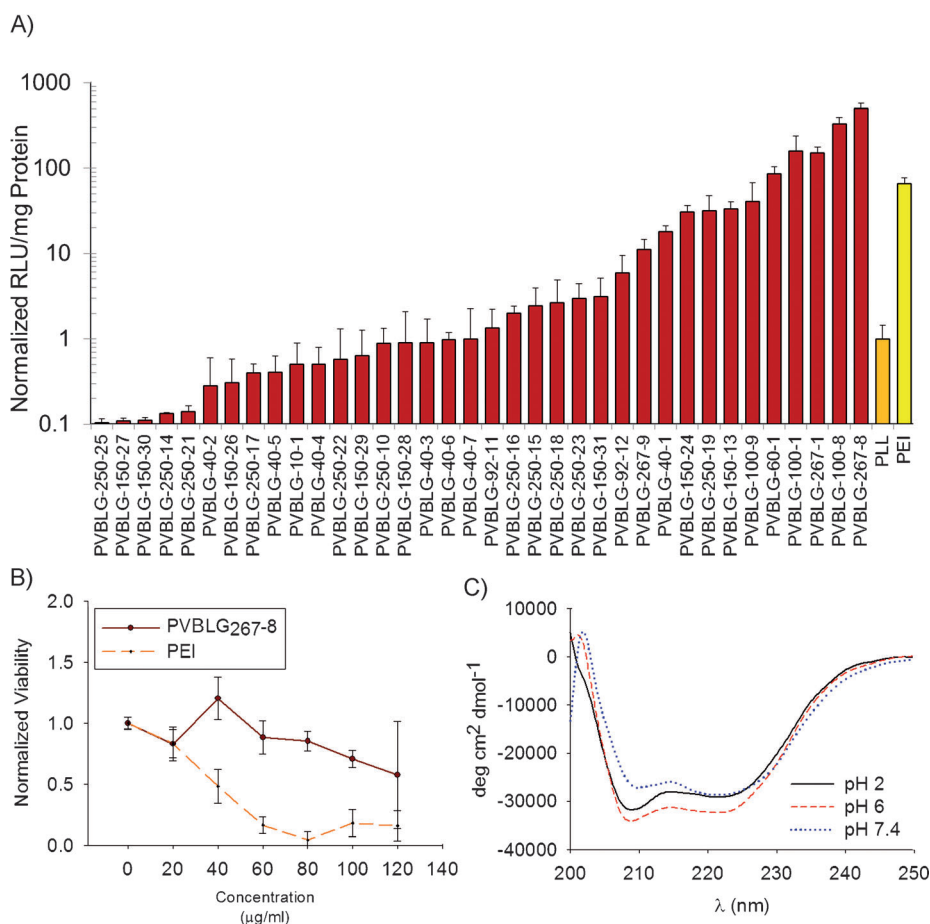 A)
Normalized RLU/mg Protein
1000
100
10
1
0.1
PVBLG-250-25
PVBLG-150-27
PVBLG-150-30
PVBLG-250-14
PVBLG-250-21
PVBLG-40-2
PVBLG-150-26
PVBLG-250-17
PVBLG-40-5
PVBLG-10-1
PVBLG-40-4
PVBLG-250-22
PVBLG-150-29
PVBLG-250-10
PVBLG-150-28
PVBLG-40-3
PVBLG-40-6
PVBLG-40-7
PVBLG-92-11
PVBLG-250-16
PVBLG-250-15
PVBLG-250-18
PVBLG-250-23
PVBLG-150-31
PVBLG-92-12
PVBLG-267-9
PVBLG-40-1
PVBLG-150-24
PVBLG-250-19
PVBLG-150-13
PVBLG-100-9
PVBLG-60-1
PVBLG-100-1
PVBLG-267-1
PVBLG-100-8
PVBLG-267-8
PLL
PEI
B)
Normalized Viability
2.0
1.5
1.0
0.5
0.0
PVBLG267-8
PEI
0 20 40 60 80 100 120 140
Concentration
(µg/ml)
C)
deg cm2 dmol-1
10000
0
-10000
-20000
-30000
-40000
pH 2
pH 6
pH 7.4
200 210 220 230 240 250
λ (nm)